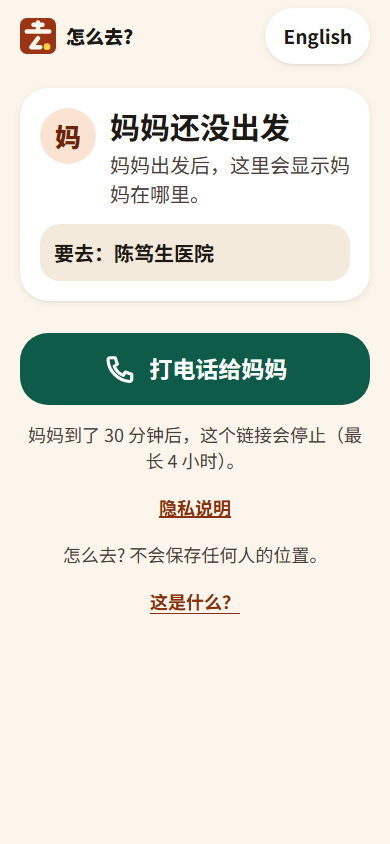 去 怎么去? English
妈
妈妈还没出发
妈妈出发后，这里会显示妈
妈在哪里。
要去：陈笃生医院
打电话给妈妈
妈妈到了 30 分钟后，这个链接会停止（最
长 4 小时）。
隐私说明
怎么去? 不会保存任何人的位置。
这是什么？